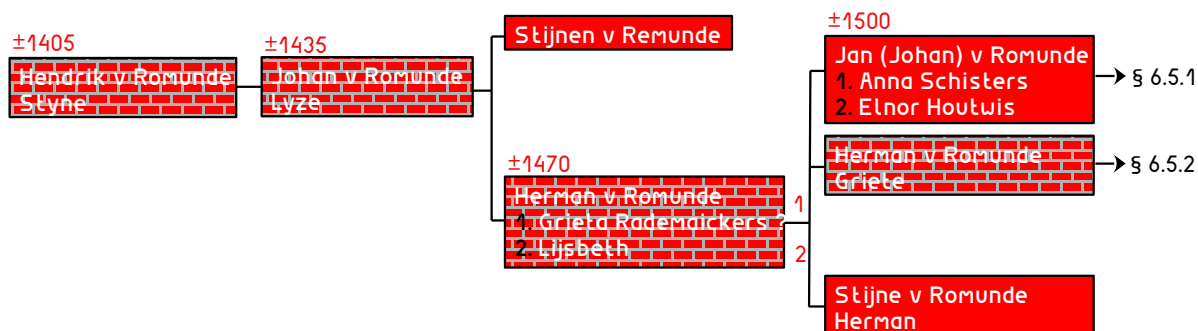 ±1405
Hendrik v Romunde
Styne
±1435
Johan v Romunde
Lyze
Stijnen v Remunde
±1470
Herman v Romunde
1. Grieta Rademaickers ?
2. Lijsbeth
1
2
±1500
Jan (Johan) v Romunde
1. Anna Schisters
2. Elnor Houtwis
§ 6.5.1
Herman v Romunde
Griete
§ 6.5.2
Stijne v Romunde
Herman